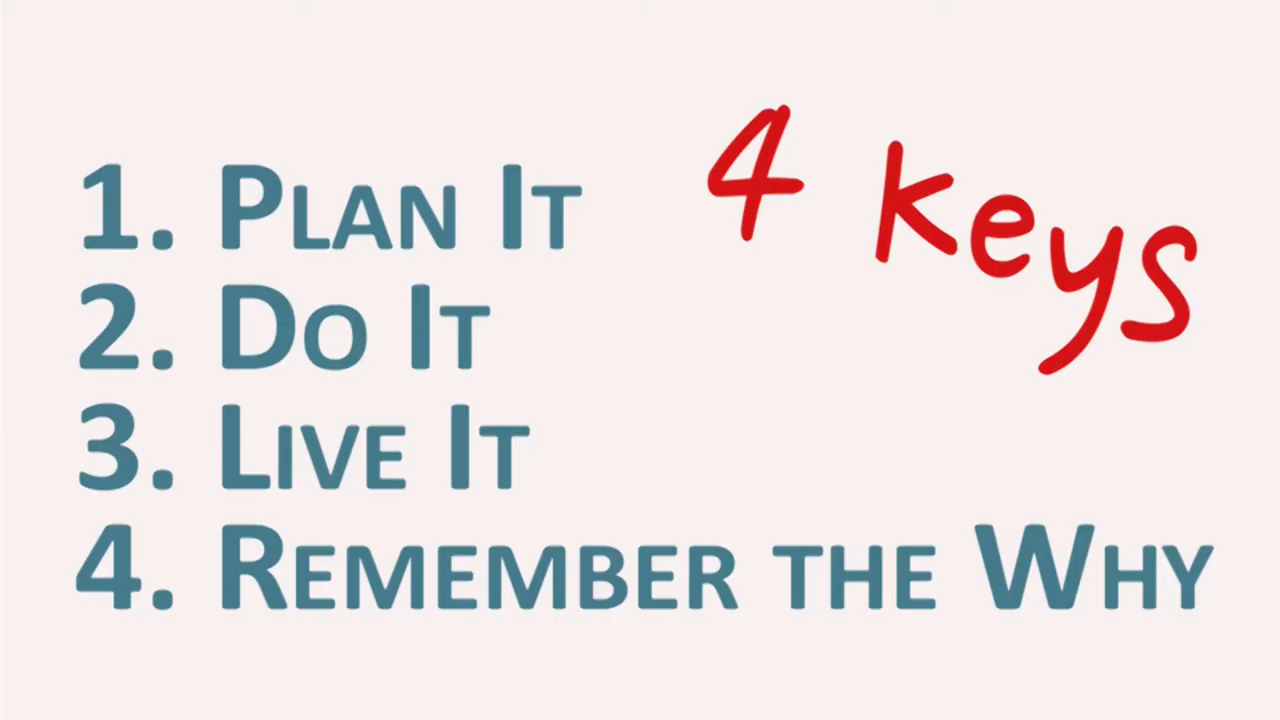 4 keys
1. Plan It
2. Do It
3. Live It
4. Remember the Why